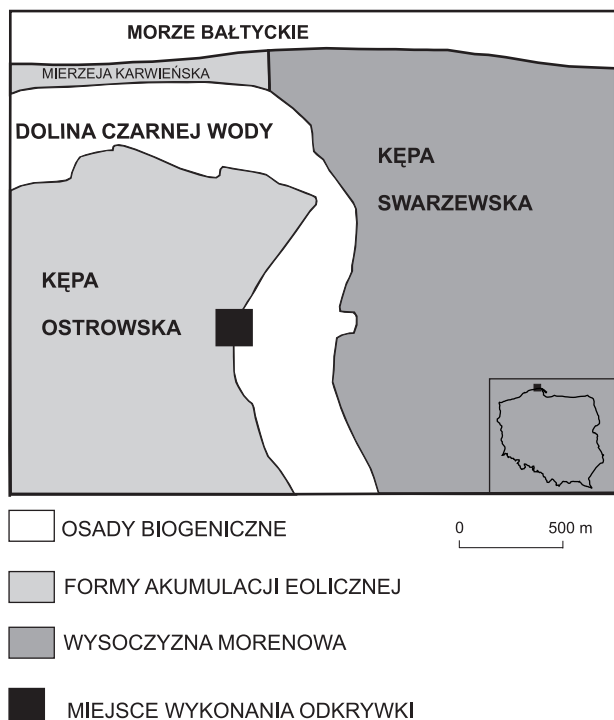 MORZE BAŁTYCKIE
MIERZEJA KARWIEŃSKA
DOLINA CZARNEJ WODY
KĘPA
SWARZEWSKA
KĘPA
OSTROWSKA
OSADY BIOGENICZNE
0 500 m
FORMY AKUMULACJI EOLICZNEJ
WYSOCZYZNA MORENOWA
MIEJSCE WYKONANIA ODKRYWKI